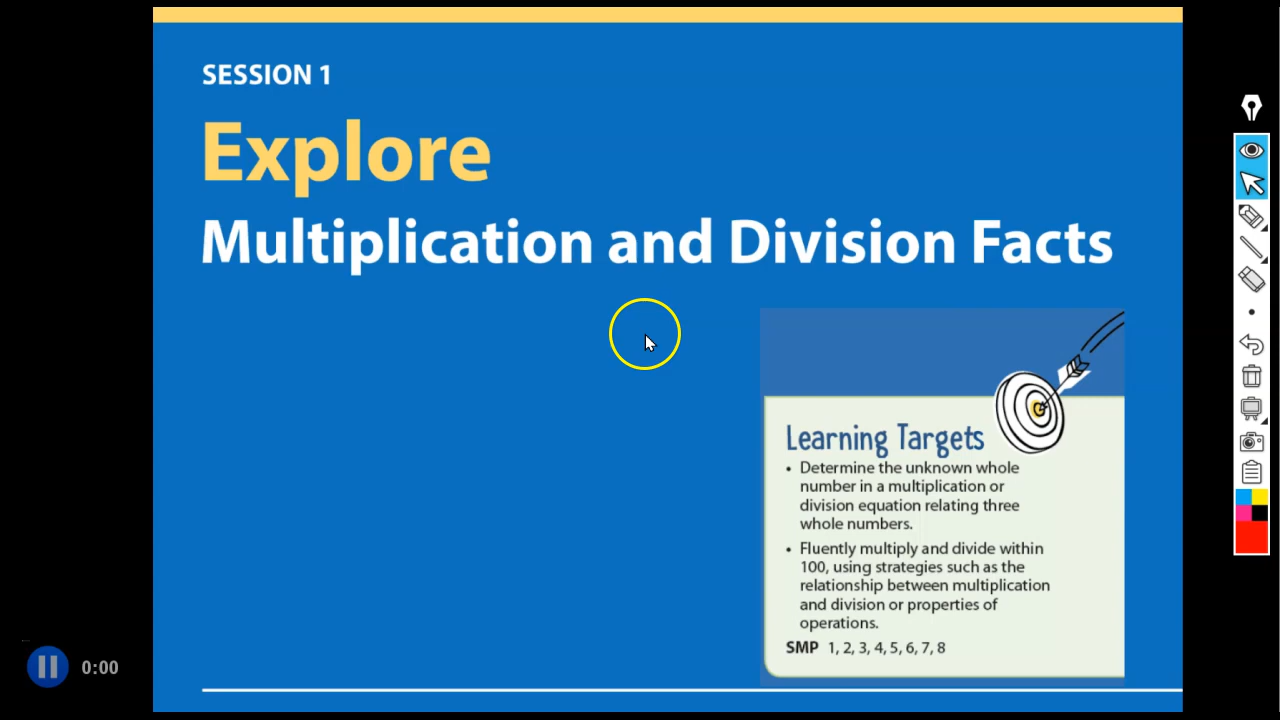 SESSION 1
Explore
Multiplication and Division Facts
Learning Targets
• Determine the unknown whole
number in a multiplication or
division equation relating three
whole numbers.
• Fluently multiply and divide within
100, using strategies such as the
relationship between multiplication
and division or properties of
operations.
SMP 1, 2, 3, 4, 5, 6, 7, 8
0:00